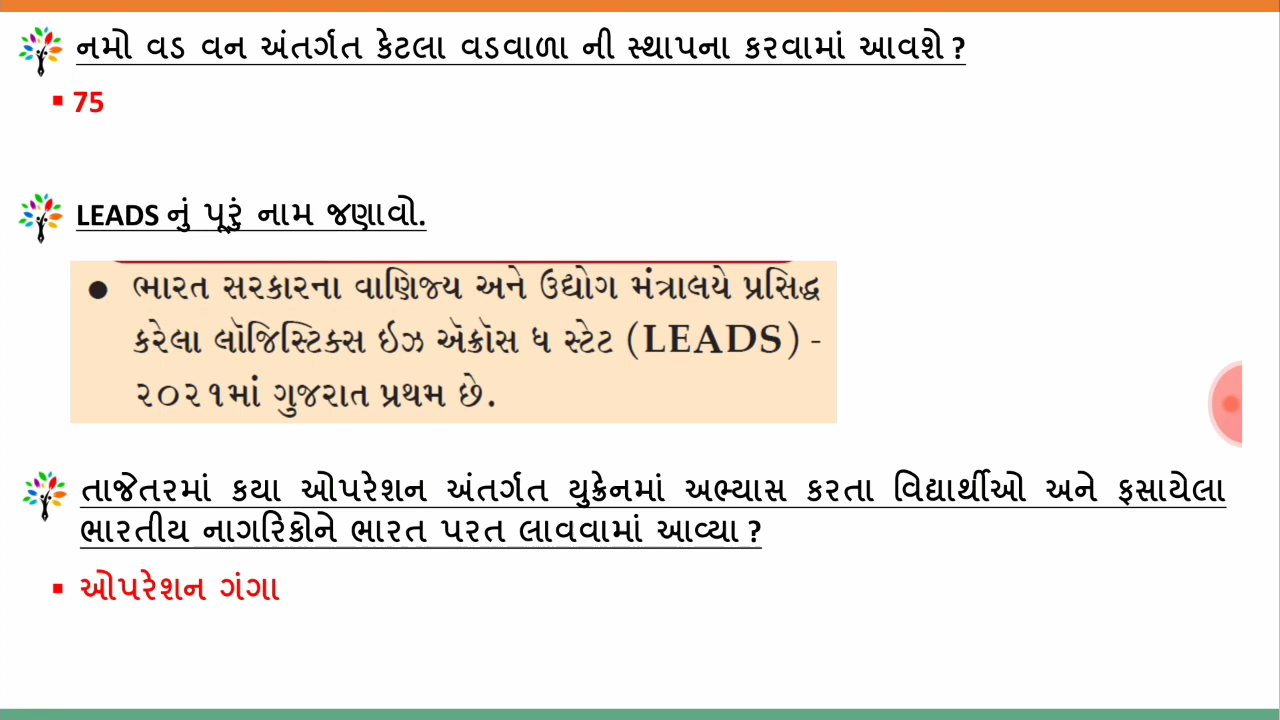 નમો વડ વન અંતર્ગત કેટલા વડવાળા ની સ્થાપના કરવામાં આવશે ?
75
LEADS નું પૂરું નામ જણાવો.
ભારત સરકારના વાણિજ્ય અને ઉદ્યોગ મંત્રાલયે પ્રસિદ્ધ
કરેલા લૉજિસ્ટિક્સ ઇઝ ઍક્રૉસ ધ સ્ટેટ (LEADS) -
૨૦૨૧માં ગુજરાત પ્રથમ છે.
તાજેતરમાં કયા ઓપરેશન અંતર્ગત યુક્રેનમાં અભ્યાસ કરતા વિદ્યાર્થીઓ અને ફસાયેલા
ભારતીય નાગરિકોને ભારત પરત લાવવામાં આવ્યા ?
ઓપરેશન ગંગા